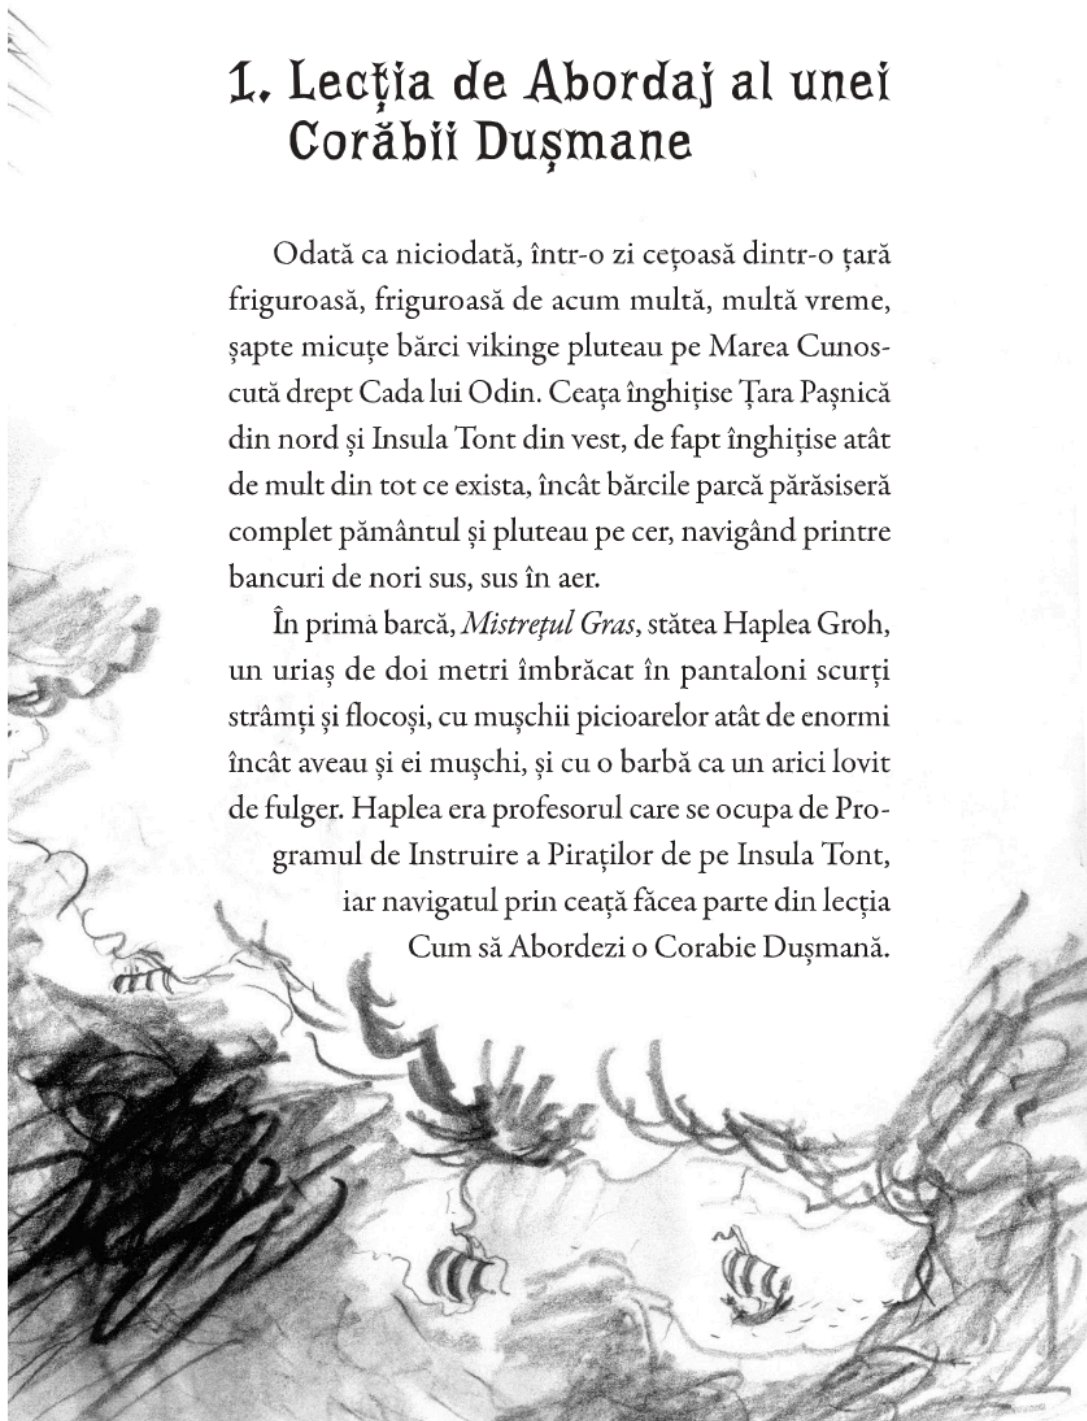 1. Lecția de Abordaj al unei
Corăbii Dușmane
Odată ca niciodată, într-o zi cețoasă dintr-o țară
friguroasă, friguroasă de acum multă, multă vreme,
șapte micuțe bărci vikinge pluteau pe Marea Cunos-
cută drept Cada lui Odin. Ceața înghițise Țara Pașnică
din nord și Insula Tont din vest, de fapt înghițise atât
de mult din tot ce exista, încât bărcile parcă părăsiseră
complet pământul și pluteau pe cer, navigând printre
bancuri de nori sus, sus în aer.
În prima barcă, Mistrețul Gras, stătea Haplea Groh,
un uriaș de doi metri îmbrăcat în pantaloni scurți
strâmți și flocoși, cu mușchii picioarelor atât de enormi
încât aveau și ei mușchi, și cu o barbă ca un arici lovit
de fulger. Haplea era profesorul care se ocupa de Pro-
gramul de Instruire a Piraților de pe Insula Tont,
iar navigatul prin ceață făcea parte din lecția
Cum să Abordezi o Corabie Dușmană.